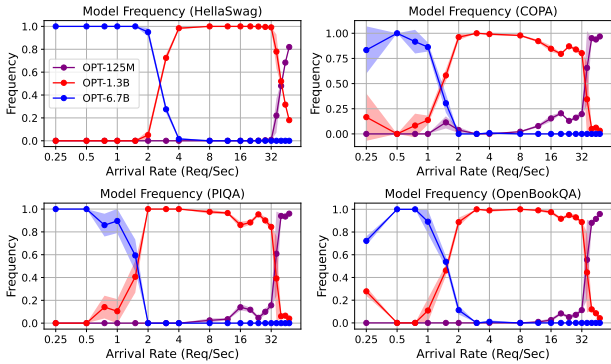 Model Frequency (HellaSwag)
1.0
0.8
0.6
0.4
0.2
0.0
Frequency
OPT-125M
OPT-1.3B
OPT-6.7B
0.25 0.5 1 2 4 8 16 32
Arrival Rate (Req/Sec)
Model Frequency (COPA)
1.00
0.75
0.50
0.25
0.00
Frequency
0.25 0.5 1 2 4 8 16 32
Arrival Rate (Req/Sec)
Model Frequency (PIQA)
1.0
0.8
0.6
0.4
0.2
0.0
Frequency
0.25 0.5 1 2 4 8 16 32
Arrival Rate (Req/Sec)
Model Frequency (OpenBookQA)
1.0
0.8
0.6
0.4
0.2
0.0
Frequency
0.25 0.5 1 2 4 8 16 32
Arrival Rate (Req/Sec)